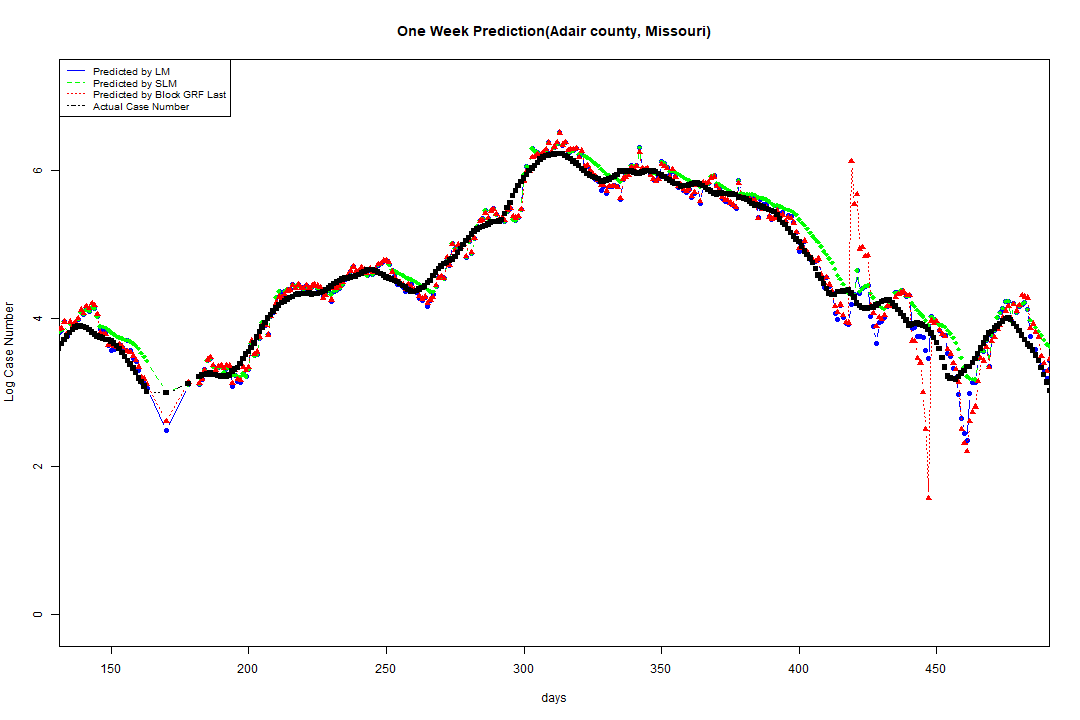 One Week Prediction(Adair county, Missouri)
Predicted by LM
Predicted by SLM
Predicted by Block GRF Last
Actual Case Number
Log Case Number
6
4
2
0
150 200 250 300 350 400 450
days